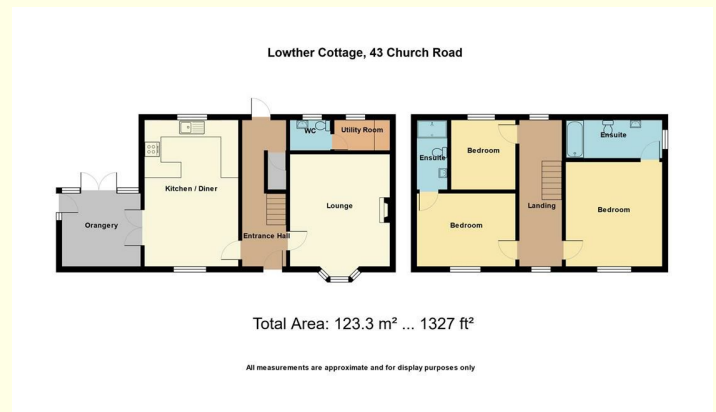 Lowther Cottage, 43 Church Road
WC
Utility Room
Kitchen / Diner
Lounge
Orangery
Entrance Hall
Ensuite
Bedroom
Ensuite
Bedroom
Landing
Bedroom
Total Area: 123.3 m² ... 1327 ft²
All measurements are approximate and for display purposes only